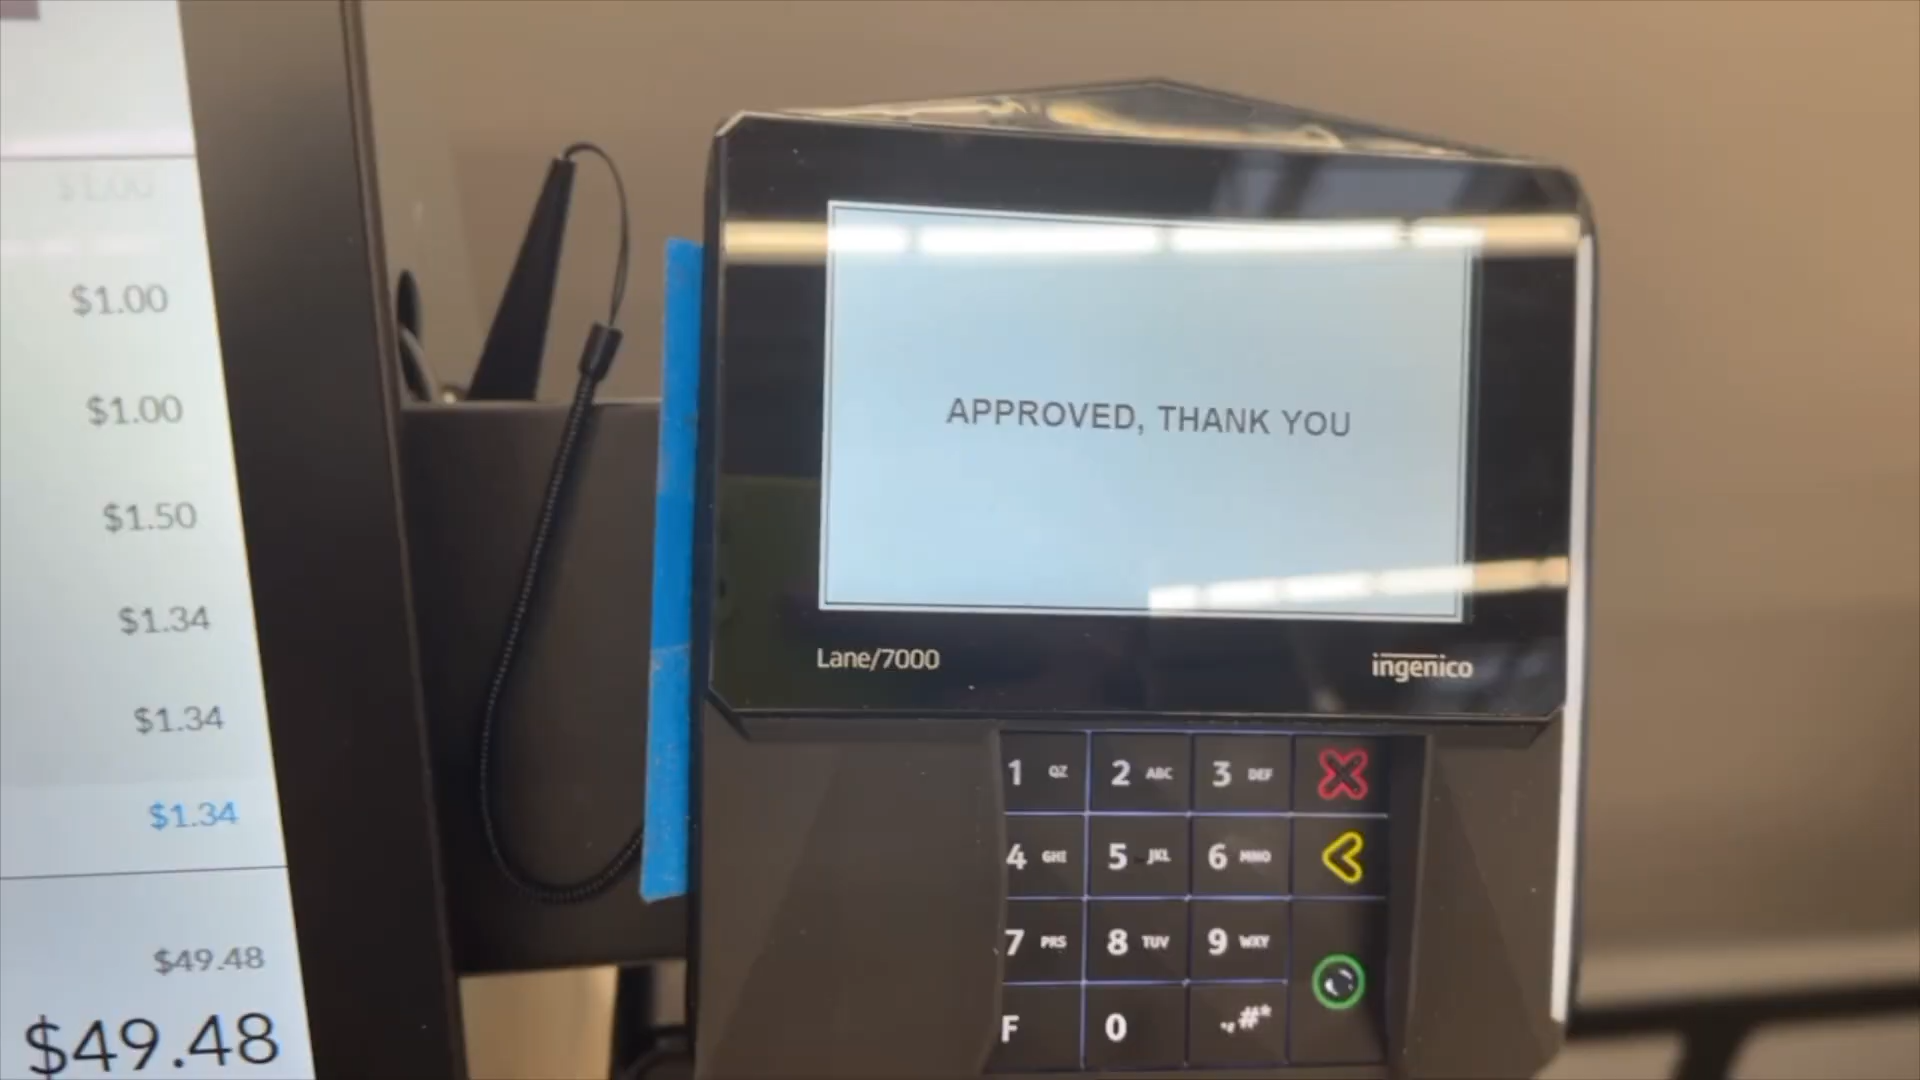 $1.00
$1.00
$1.00
$1.50
$1.34
$1.34
$1.34
$49.48
$49.48
APPROVED, THANK YOU
Lane/7000
ingenico
1 QZ 2 ABC 3 DEF
4 GHI 5 JKL 6 MNO
7 PRS 8 TUV 9 WXY
F 0 .,#*